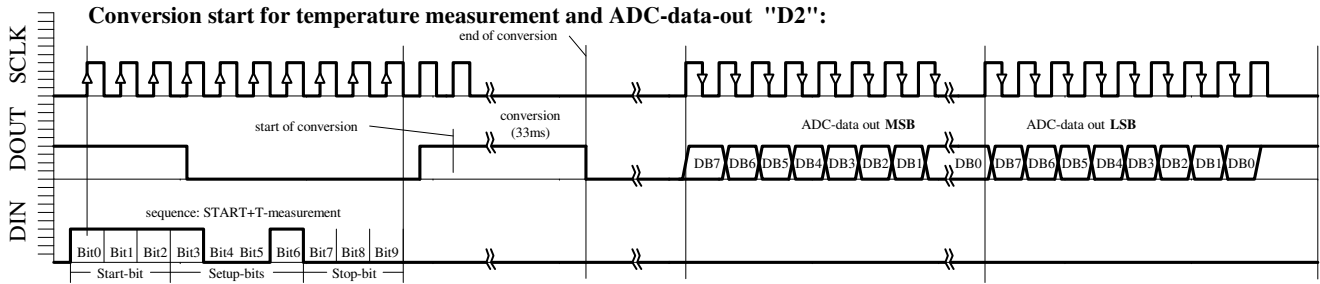 Conversion start for temperature measurement and ADC-data-out "D2":
end of conversion
SCLK
DOUT
start of conversion
conversion
(33ms)
ADC-data out MSB
ADC-data out LSB
DB7 DB6 DB5 DB4 DB3 DB2 DB1 DB0 DB7 DB6 DB5 DB4 DB3 DB2 DB1 DB0
DIN
sequence: START+T-measurement
Bit0 Bit1 Bit2 Bit3 Bit4 Bit5 Bit6 Bit7 Bit8 Bit9
Start-bit Setup-bits Stop-bit